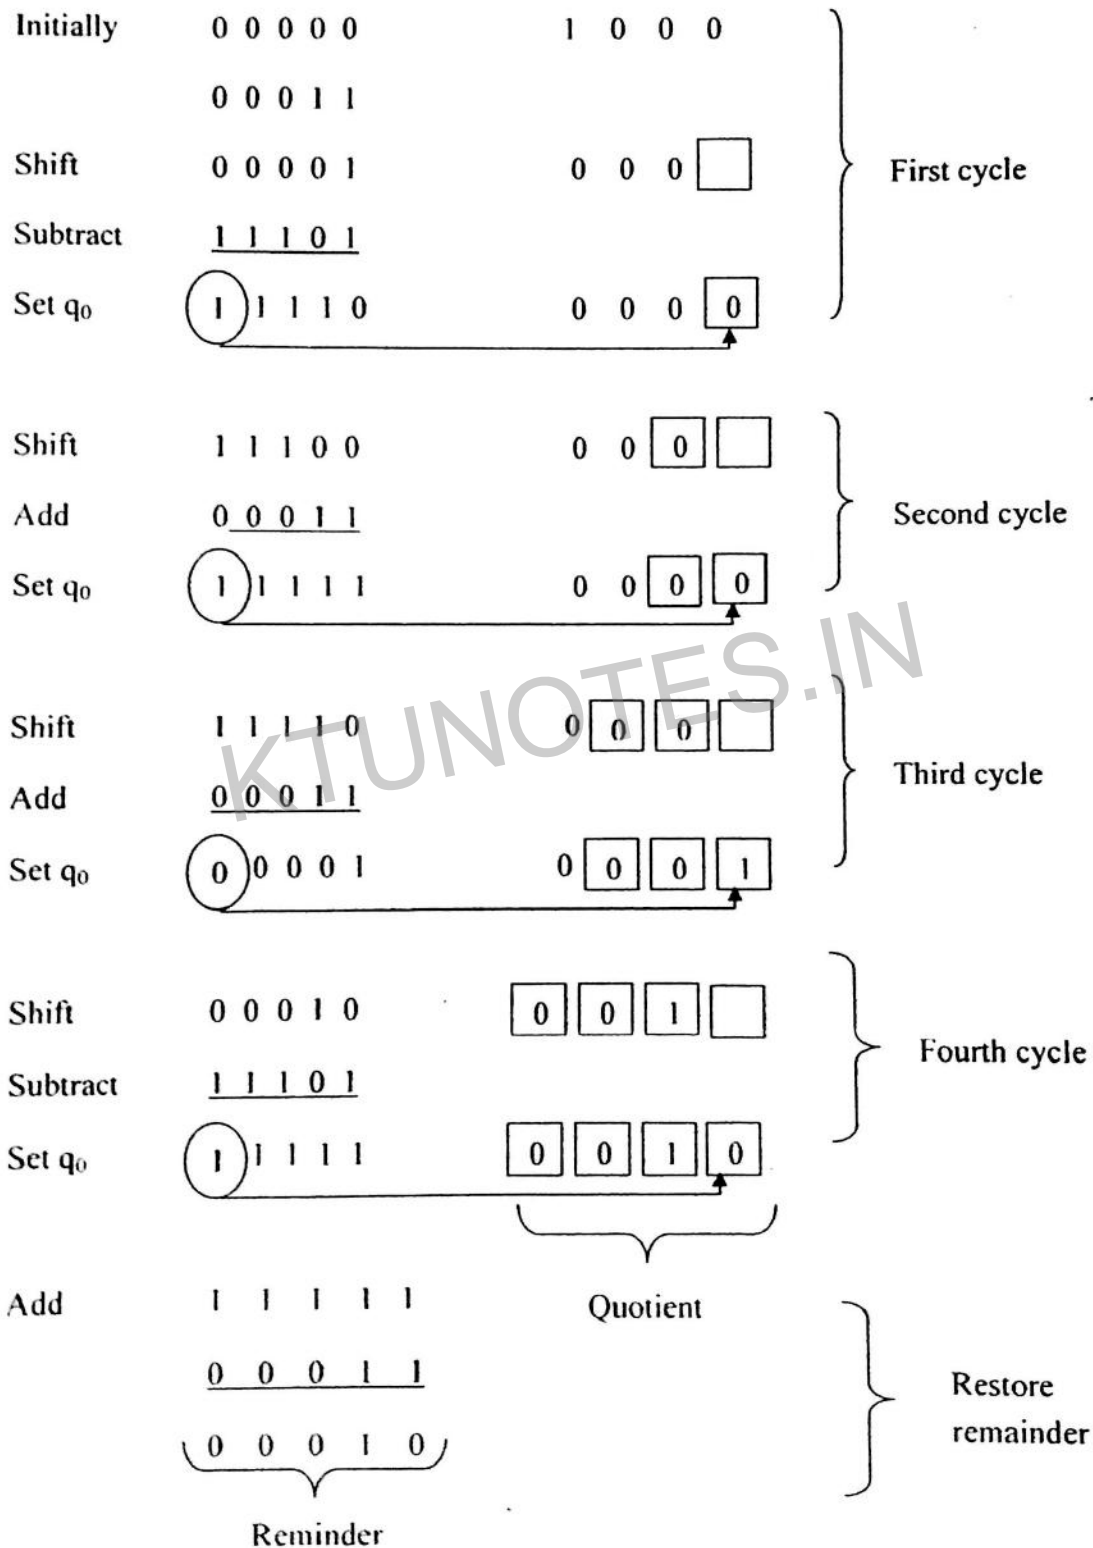 Initially 0 0 0 0 0 1 0 0 0
0 0 0 1 1
Shift 0 0 0 0 1 0 0 0
First cycle
Subtract 1 1 1 0 1
Set q0 1 1 1 1 0 0 0 0 0
Shift 1 1 1 0 0 0 0 0
Add 0 0 0 1 1
Second cycle
Set q0 1 1 1 1 1 0 0 0 0
KTUNOTES.IN
Shift 1 1 1 1 0 0 0 0
Third cycle
Add 0 0 0 1 1
Set q0 0 0 0 0 1 0 0 0 1
Shift 0 0 0 1 0 0 0 1
Fourth cycle
Subtract 1 1 1 0 1
Set q0 1 1 1 1 1 0 0 1 0
Add 1 1 1 1 1
Quotient
0 0 0 1 1
Restore
remainder
0 0 0 1 0
Reminder